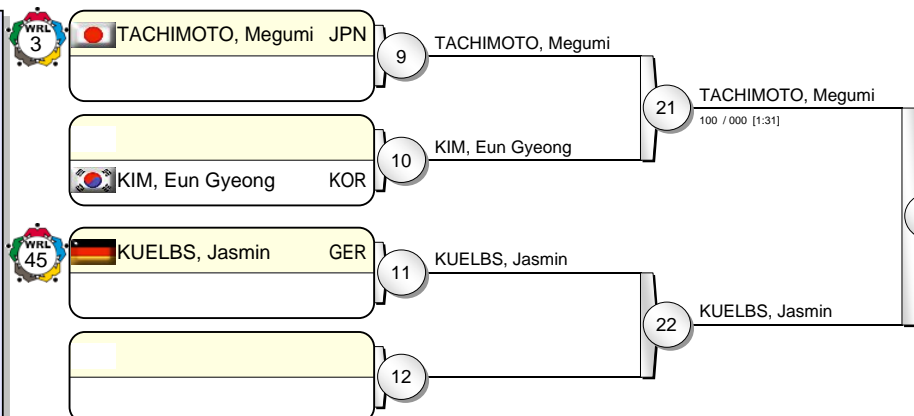 WRL
3
TACHIMOTO, Megumi JPN
9
TACHIMOTO, Megumi
21
TACHIMOTO, Megumi
100 / 000 [1:31]
10
KIM, Eun Gyeong
KIM, Eun Gyeong KOR
WRL
45
KUELBS, Jasmin GER
11
KUELBS, Jasmin
22
KUELBS, Jasmin
12